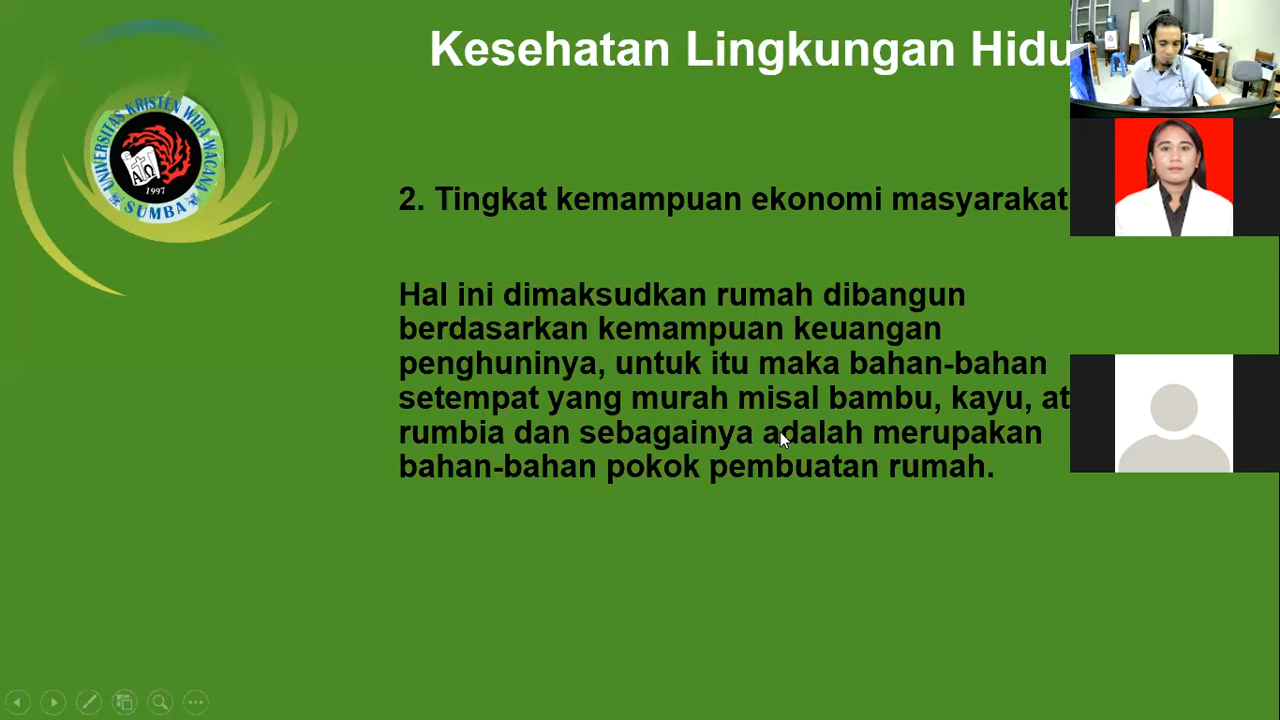 Kesehatan Lingkungan Hidu
UNIVERSITAS KRISTEN WIRA WACANA
A Ω
1997
SUMBA
2. Tingkat kemampuan ekonomi masyarakat
Hal ini dimaksudkan rumah dibangun
berdasarkan kemampuan keuangan
penghuninya, untuk itu maka bahan-bahan
setempat yang murah misal bambu, kayu, at
rumbia dan sebagainya adalah merupakan
bahan-bahan pokok pembuatan rumah.